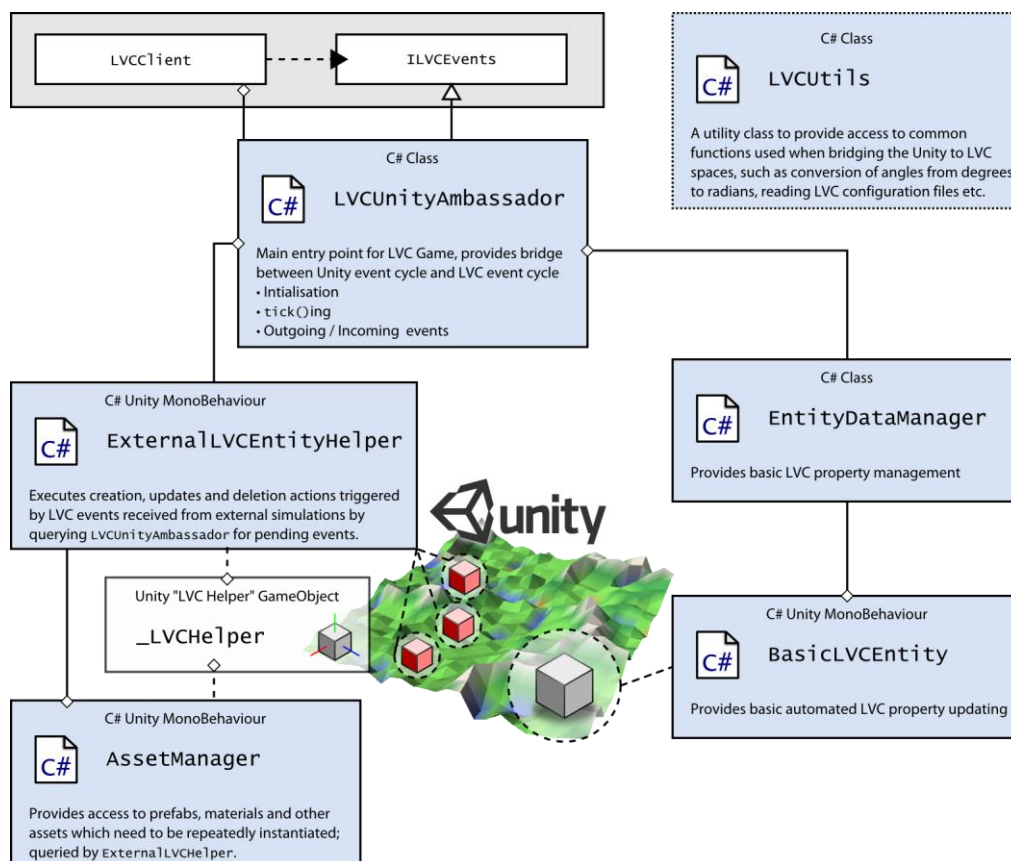 LVCClient
ILVCEvents
C# Class
C#
LVCUtils
A utility class to provide access to common
functions used when bridging the Unity to LVC
spaces, such as conversion of angles from degrees
to radians, reading LVC configuration files etc.
C# Class
C#
LVCUnityAmbassador
Main entry point for LVC Game, provides bridge
between Unity event cycle and LVC event cycle
• Intialisation
• tick()ing
• Outgoing / Incoming events
C# Unity MonoBehaviour
C#
ExternalLVCEntityHelper
Executes creation, updates and deletion actions triggered
by LVC events received from external simulations by
querying LVCUnityAmbassador for pending events.
C# Class
C#
EntityDataManager
Provides basic LVC property management
unity
Unity "LVC Helper" GameObject
_LVCHelper
C# Unity MonoBehaviour
C#
BasicLVCEntity
Provides basic automated LVC property updating
C# Unity MonoBehaviour
C#
AssetManager
Provides access to prefabs, materials and other
assets which need to be repeatedly instantiated;
queried by ExternalLVCHelper.